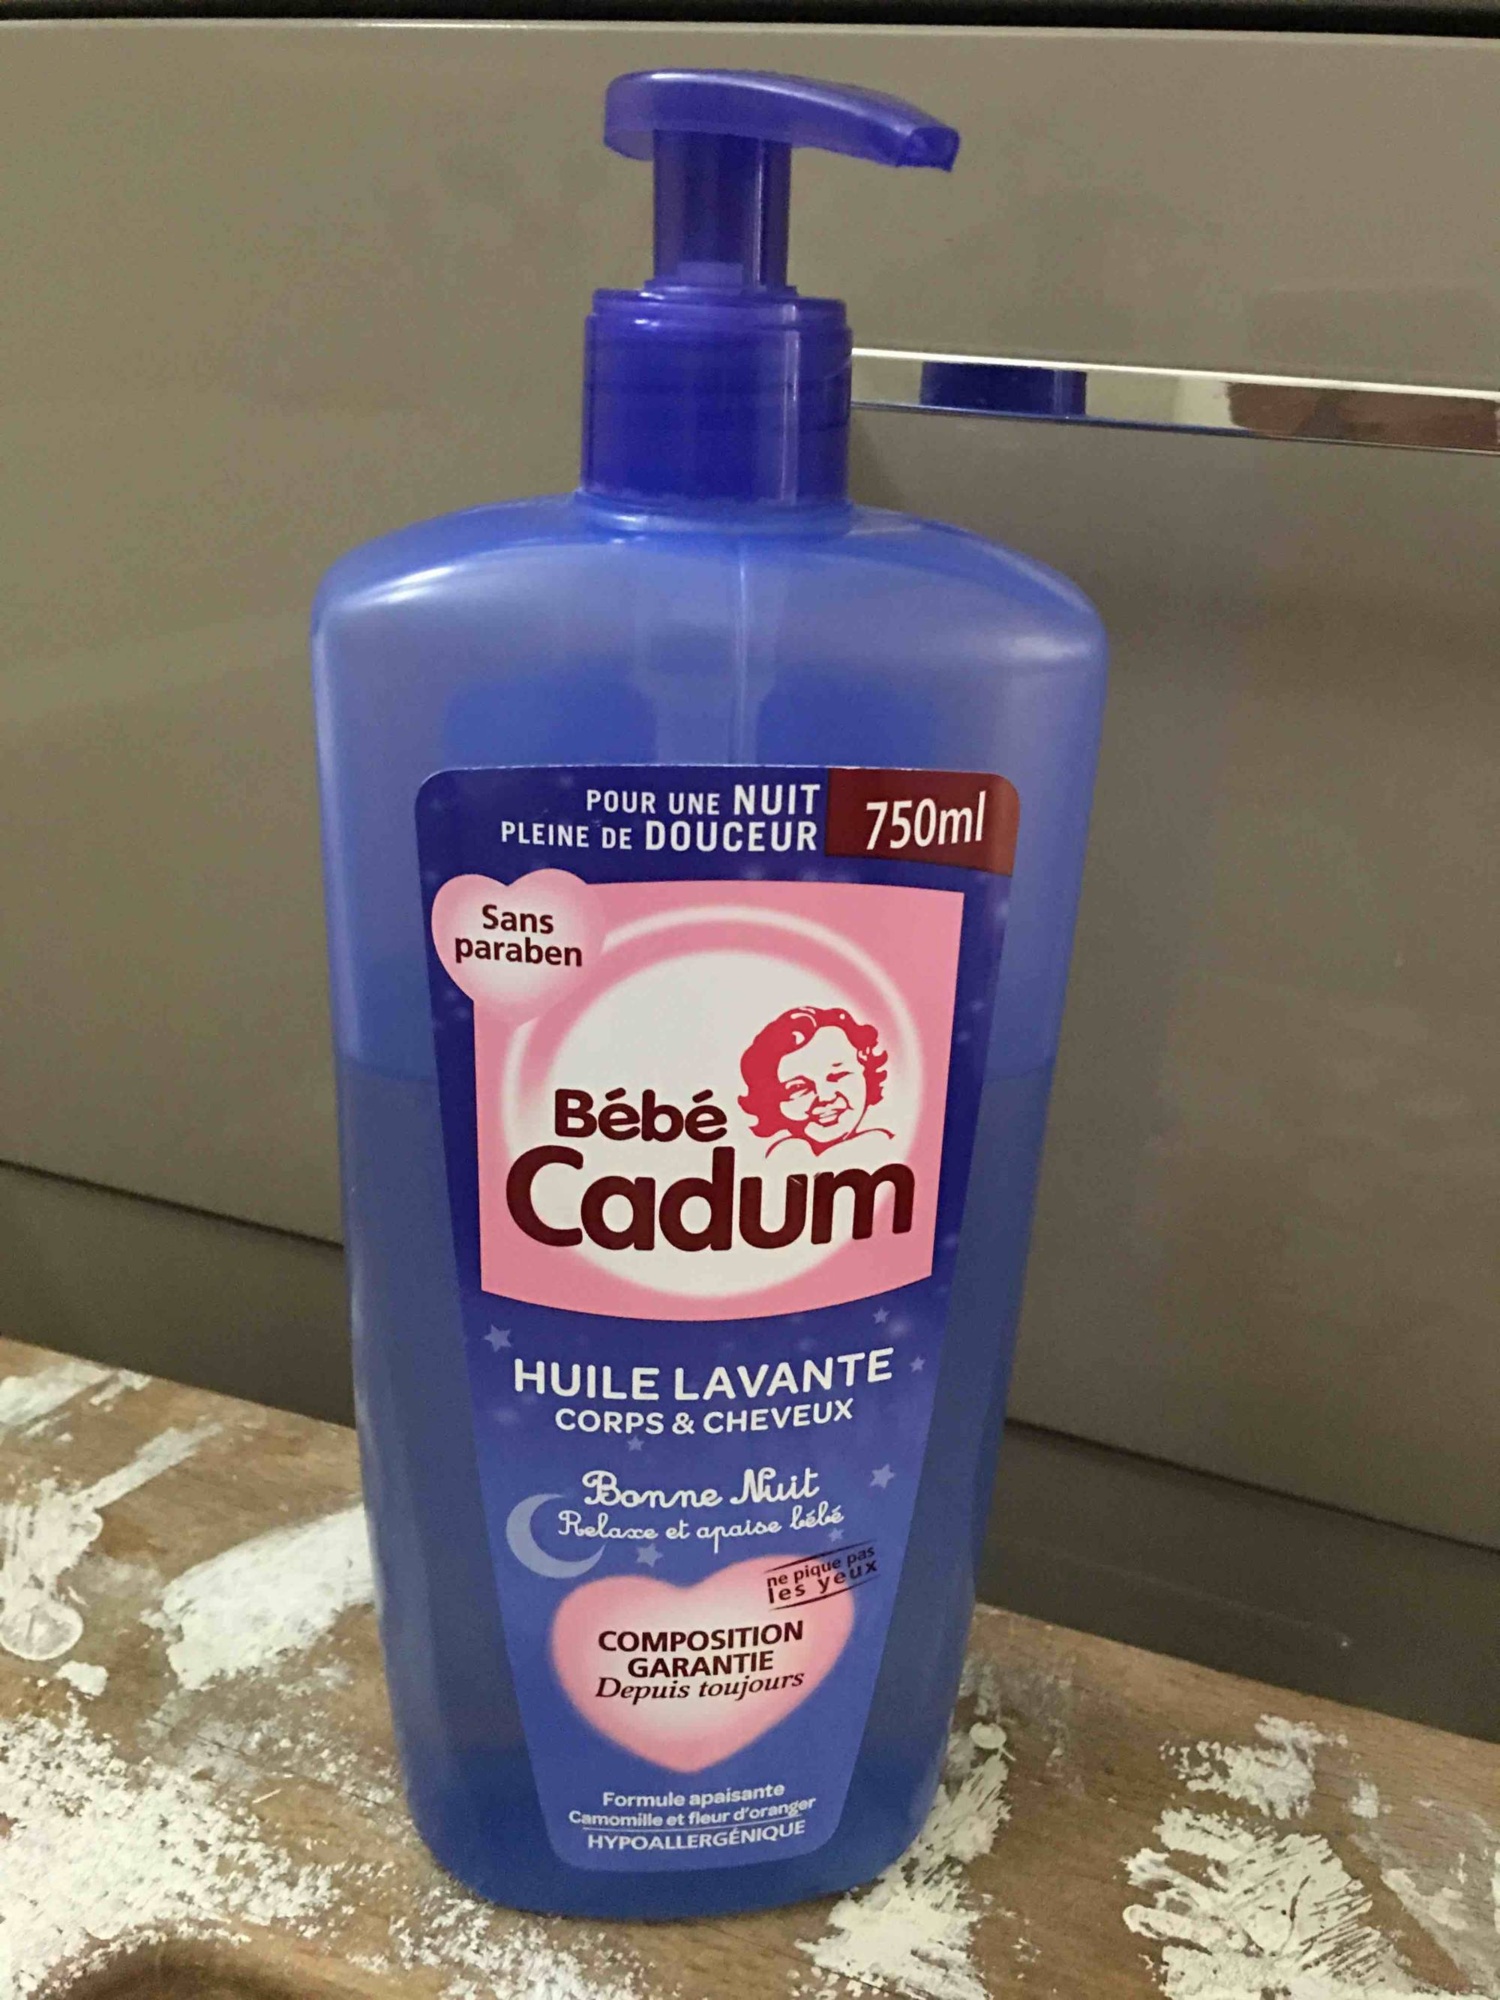 POUR UNE NUIT
PLEINE DE DOUCEUR
750ml
Sans
paraben
Bébé
Cadum
HUILE LAVANTE
CORPS & CHEVEUX
Bonne Nuit
Relaxe et apaise bébé
ne pique pas
les yeux
COMPOSITION
GARANTIE
Depuis toujours
Formule apaisante
Camomille et fleur d'oranger
HYPOALLERGÉNIQUE